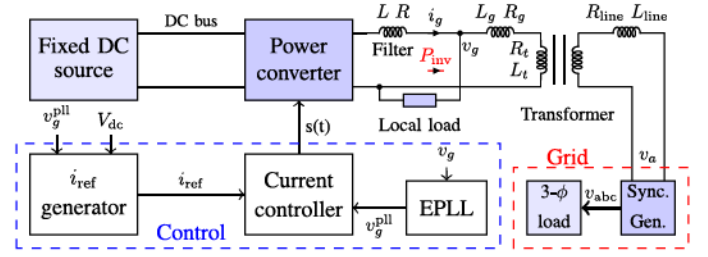 DC bus
L R
i_g
L_g R_g
R_line L_line
Fixed DC
source
Power
converter
Filter
P_inv
v_g
R_t
L_t
Local load
Transformer
v_g^pll
V_dc
s(t)
v_a
Grid
i_ref
generator
i_ref
Current
controller
v_g
v_g^pll
EPLL
Control
3-ϕ
load
v_abc
Sync.
Gen.